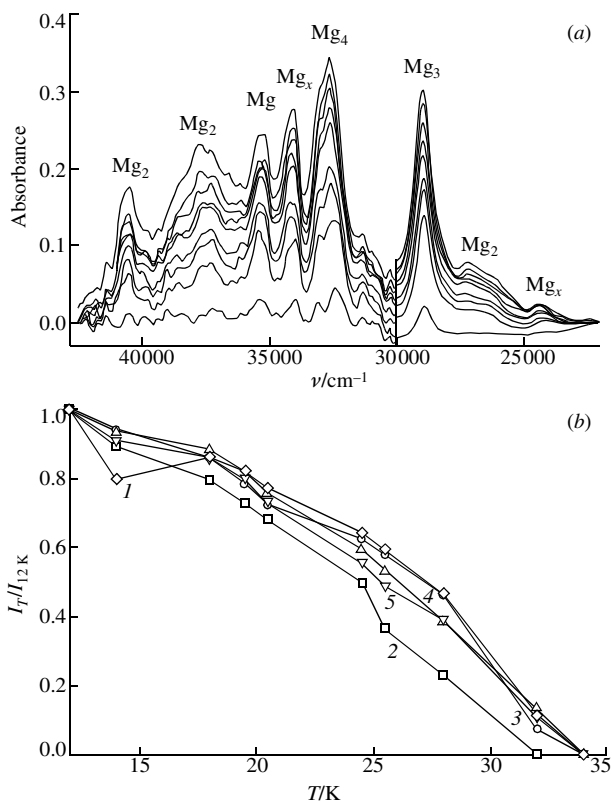 0.4
(a)
Mg₄
Mg₃
Mgₓ
0.3
Mg
Mg₂
Mg₂
0.2
Absorbance
0.1
Mg₂
Mgₓ
0.0
40000
35000
30000
25000
ν/cm⁻¹
1.0
(b)
0.8
1
0.6
I_T/I_12 K
5
4
0.4
2
0.2
3
0.0
15
20
25
30
35
T/K